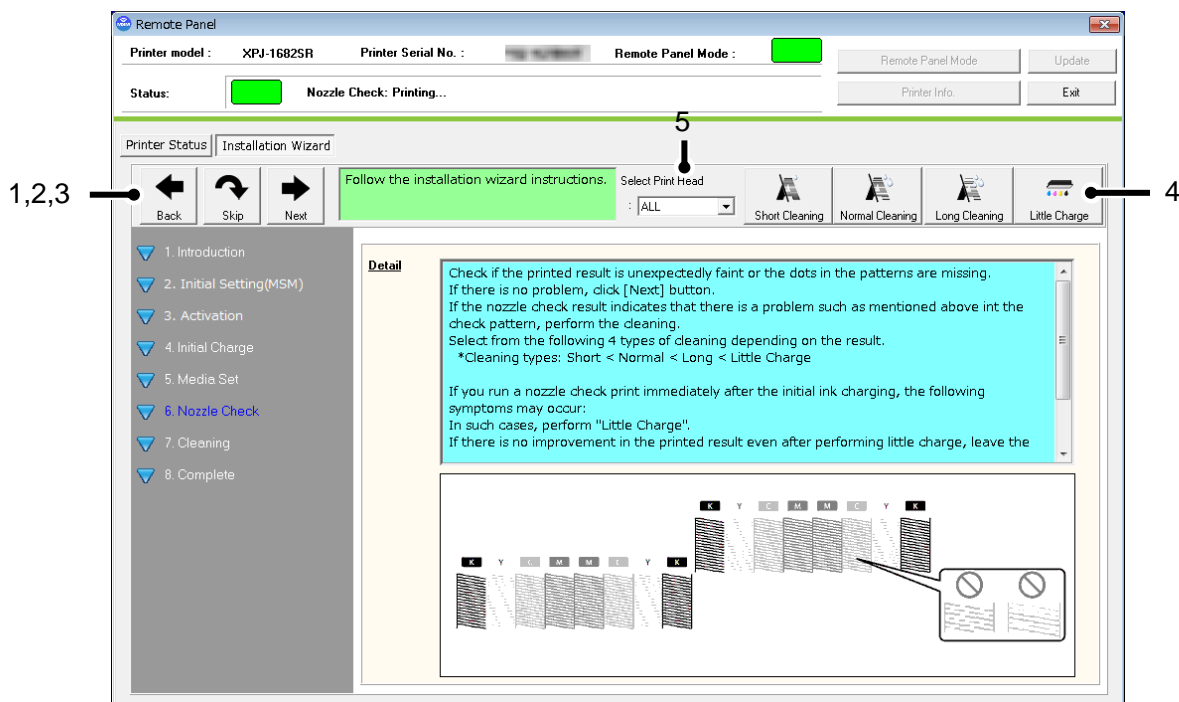 Remote Panel
Printer model : XPJ-1682SR Printer Serial No. : Remote Panel Mode :
Remote Panel Mode Update
Status: Nozzle Check: Printing...
Printer Info. Exit
5
Printer Status Installation Wizard
1,2,3
Back Skip Next
Follow the installation wizard instructions.
Select Print Head
: ALL
Short Cleaning Normal Cleaning Long Cleaning Little Charge
4
1. Introduction
2. Initial Setting(MSM)
3. Activation
4. Initial Charge
5. Media Set
6. Nozzle Check
7. Cleaning
8. Complete
Detail
Check if the printed result is unexpectedly faint or the dots in the patterns are missing.
If there is no problem, click [Next] button.
If the nozzle check result indicates that there is a problem such as mentioned above int the
check pattern, perform the cleaning.
Select from the following 4 types of cleaning depending on the result.
*Cleaning types: Short < Normal < Long < Little Charge
If you run a nozzle check print immediately after the initial ink charging, the following
symptoms may occur:
In such cases, perform "Little Charge".
If there is no improvement in the printed result even after performing little charge, leave the
K Y C M M C Y K
K Y C M M C Y K